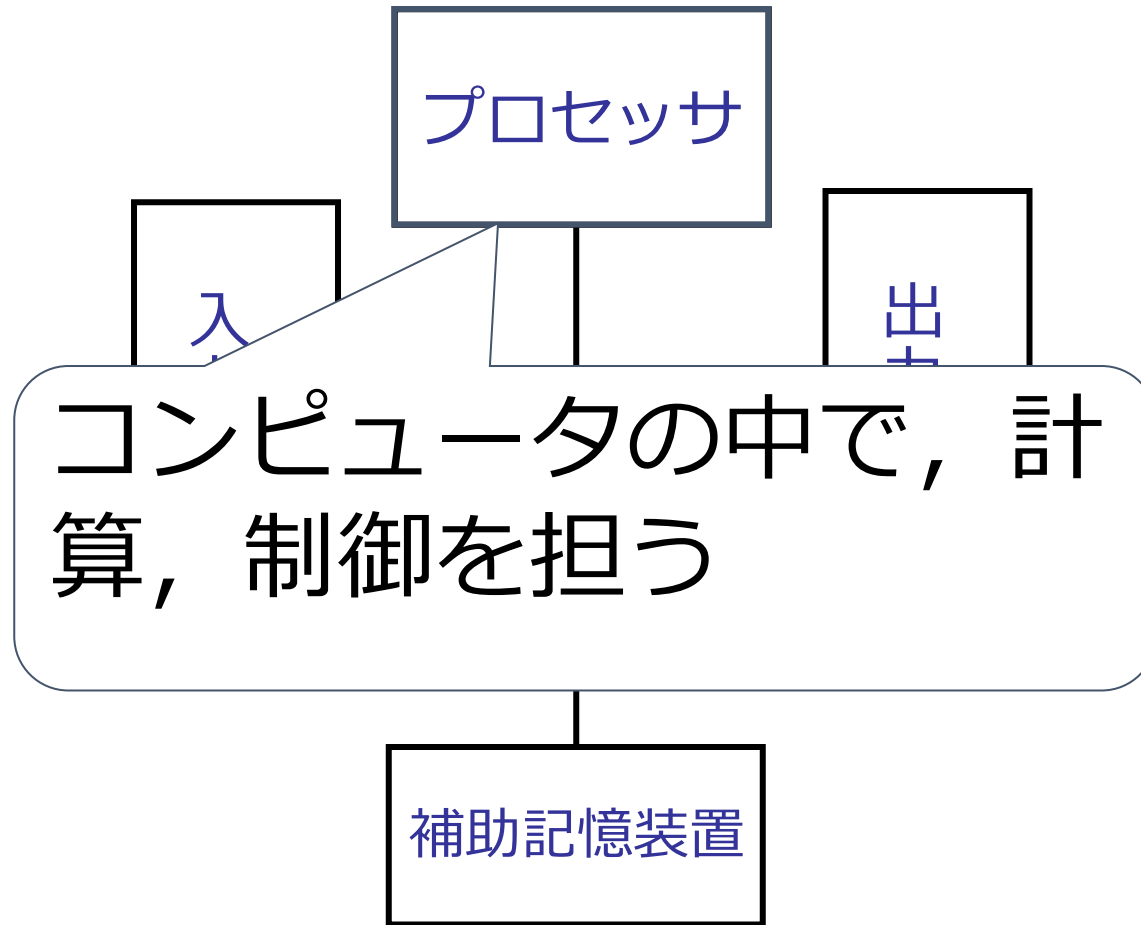 プロセッサ
入
出
コンピュータの中で，計
算，制御を担う
補助記憶装置